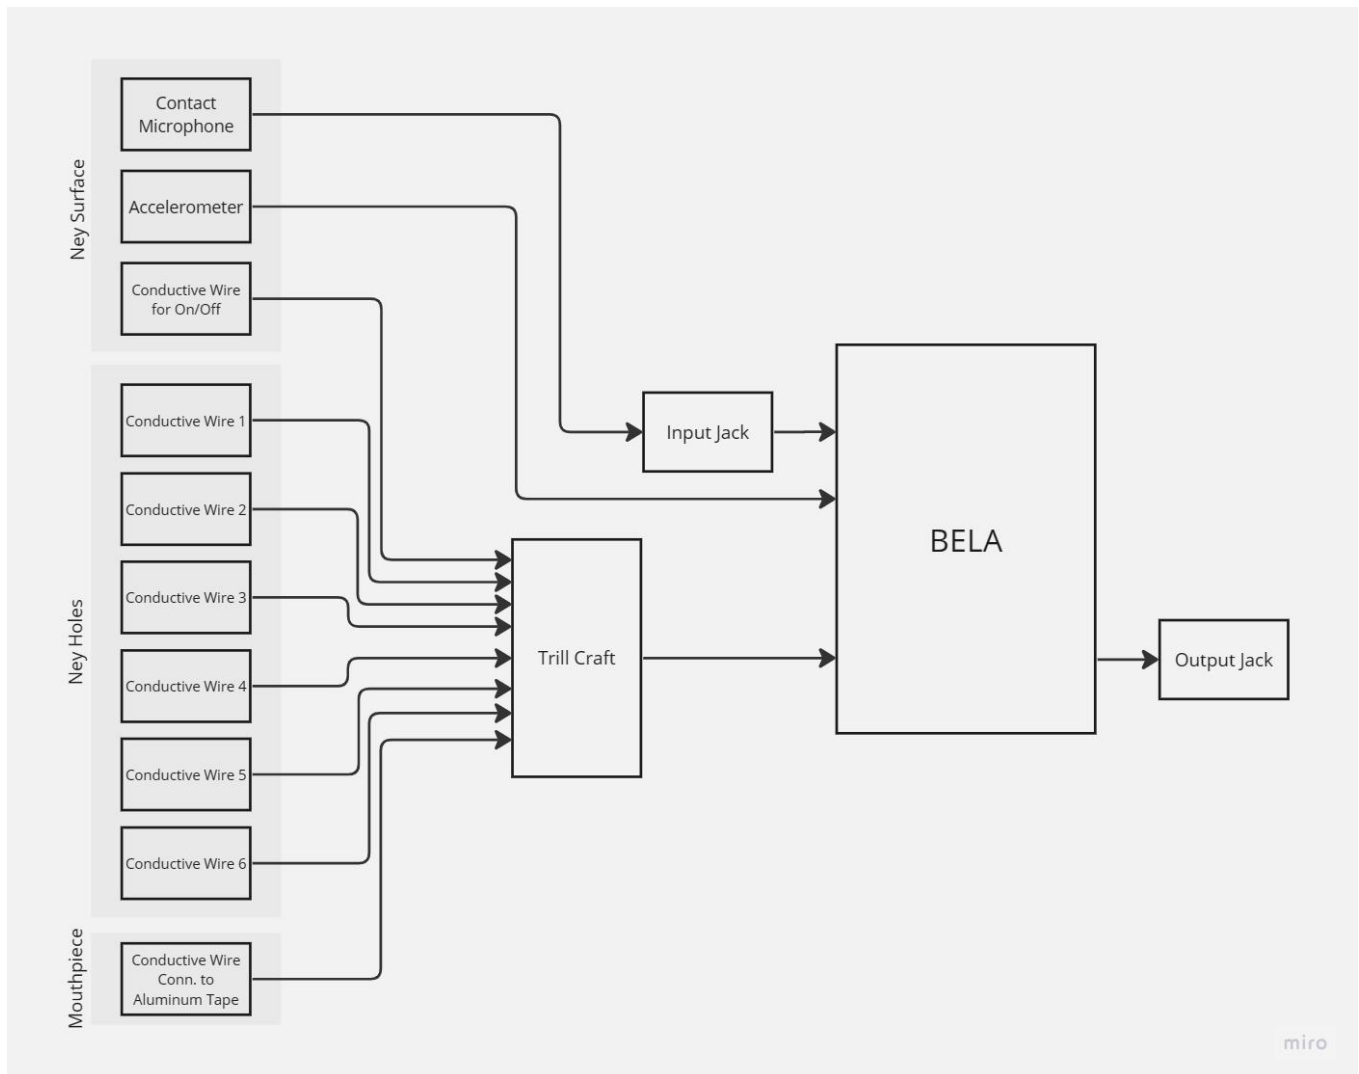 Ney Surface
Contact
Microphone
Accelerometer
Conductive Wire
for On/Off
Ney Holes
Conductive Wire 1
Conductive Wire 2
Conductive Wire 3
Conductive Wire 4
Conductive Wire 5
Conductive Wire 6
Mouthpiece
Conductive Wire
Conn. to
Aluminum Tape
Trill Craft
Input Jack
BELA
Output Jack
miro